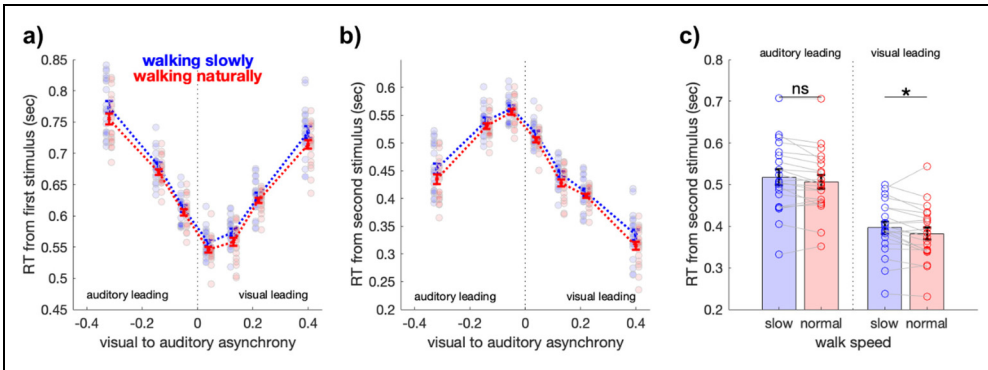 a)
walking slowly
walking naturally
0.85
0.8
0.75
0.7
0.65
0.6
0.55
0.5
0.45
RT from first stimulus (sec)
auditory leading
visual leading
-0.4 -0.2 0 0.2 0.4
visual to auditory asynchrony
b)
0.65
0.6
0.55
0.5
0.45
0.4
0.35
0.3
0.25
0.2
RT from second stimulus (sec)
auditory leading
visual leading
-0.4 -0.2 0 0.2 0.4
visual to auditory asynchrony
c)
auditory leading
visual leading
ns
*
0.8
0.7
0.6
0.5
0.4
0.3
0.2
RT from second stimulus (sec)
slow normal slow normal
walk speed